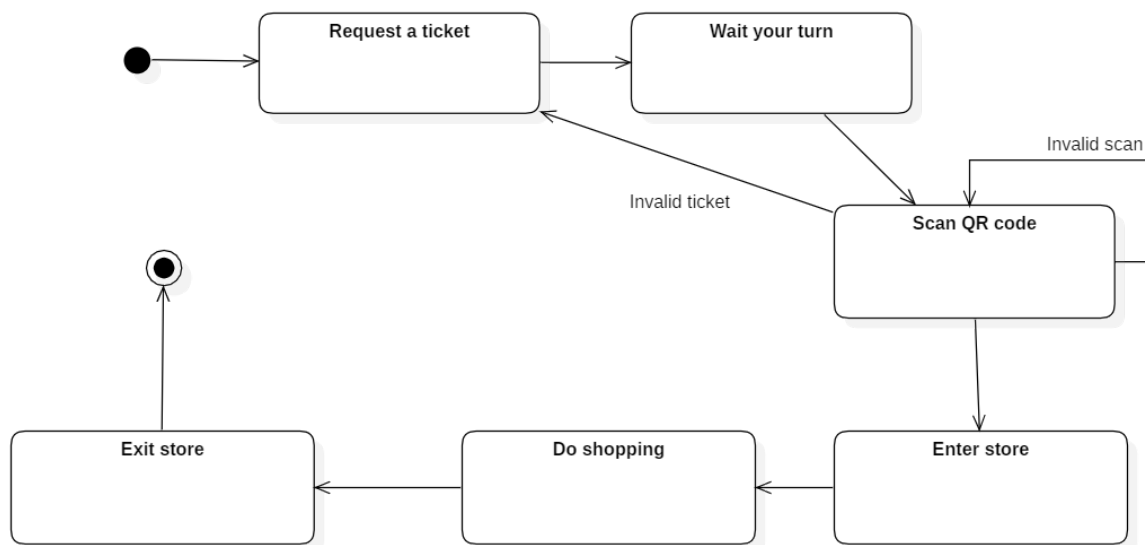 Request a ticket
Wait your turn
Invalid scan
Invalid ticket
Scan QR code
Exit store
Do shopping
Enter store